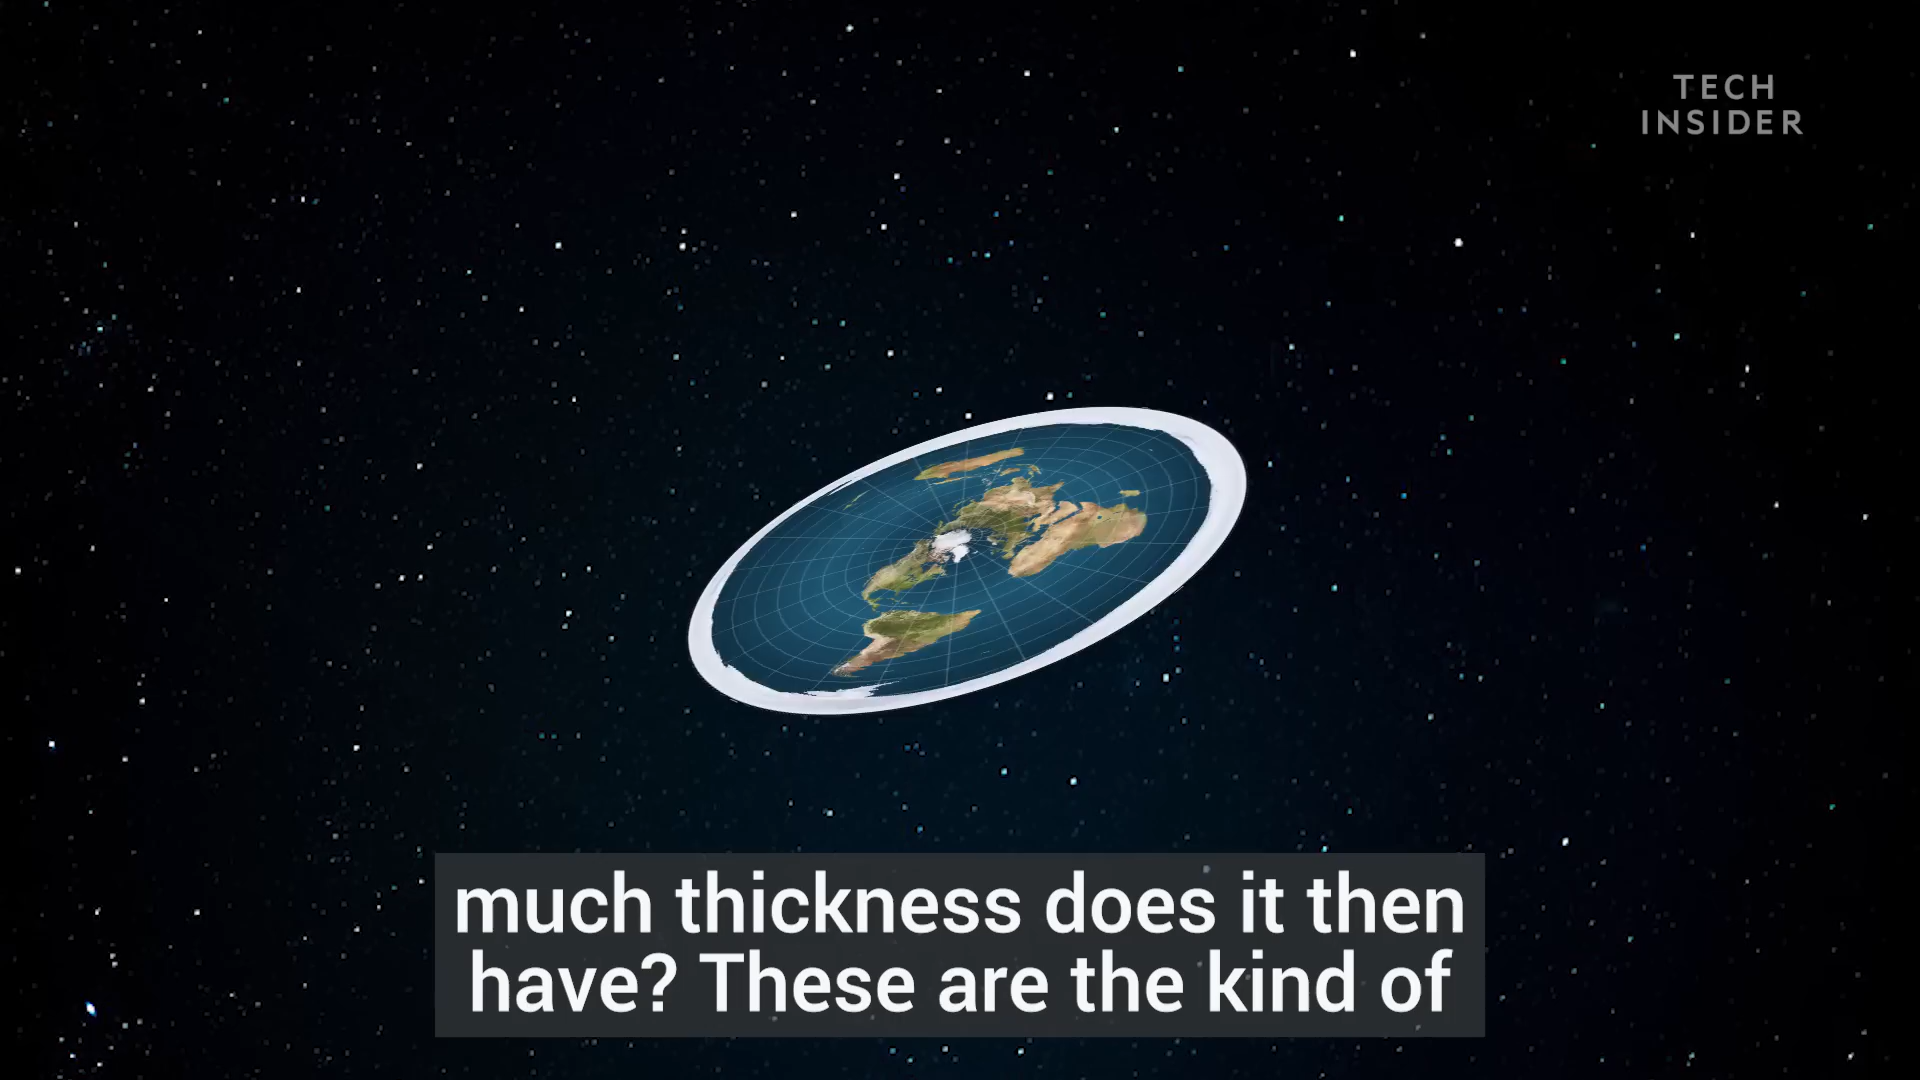 TECH
INSIDER
much thickness does it then
have? These are the kind of